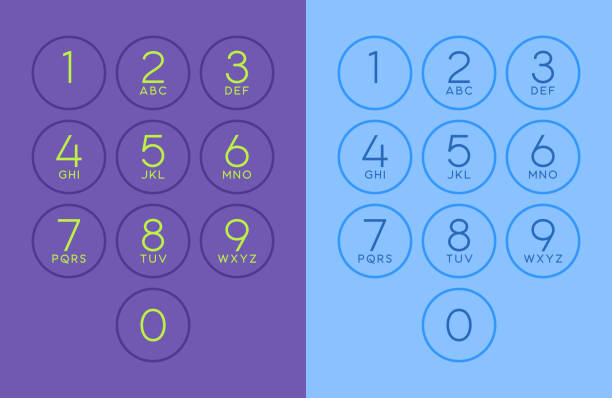 1 2 3
ABC DEF
4 5 6
GHI JKL MNO
7 8 9
PQRS TUV WXYZ
0
1 2 3
ABC DEF
4 5 6
GHI JKL MNO
7 8 9
PQRS TUV WXYZ
0